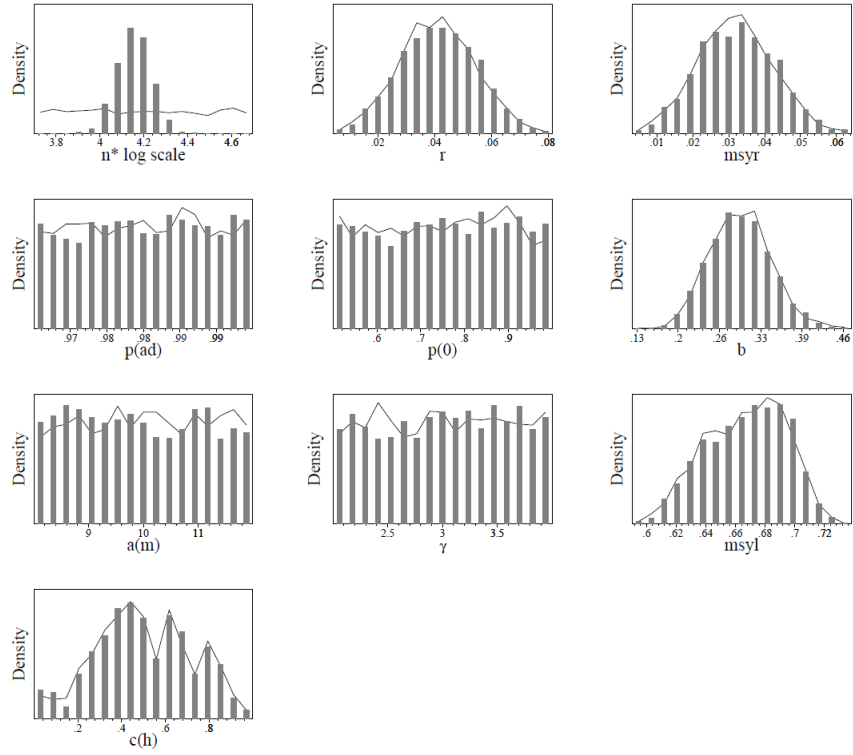 Density
3.8 4 4.2 4.4 4.6
n* log scale
Density
.02 .04 .06 .08
r
Density
.01 .02 .03 .04 .05 .06
msyr
Density
.97 .98 .98 .99 .99
p(ad)
Density
.6 .7 .8 .9
p(0)
Density
.13 .2 .26 .33 .39 .46
b
Density
9 10 11
a(m)
Density
2.5 3 3.5
γ
Density
.6 .62 .64 .66 .68 .7 .72
msyl
Density
.2 .4 .6 .8
c(h)